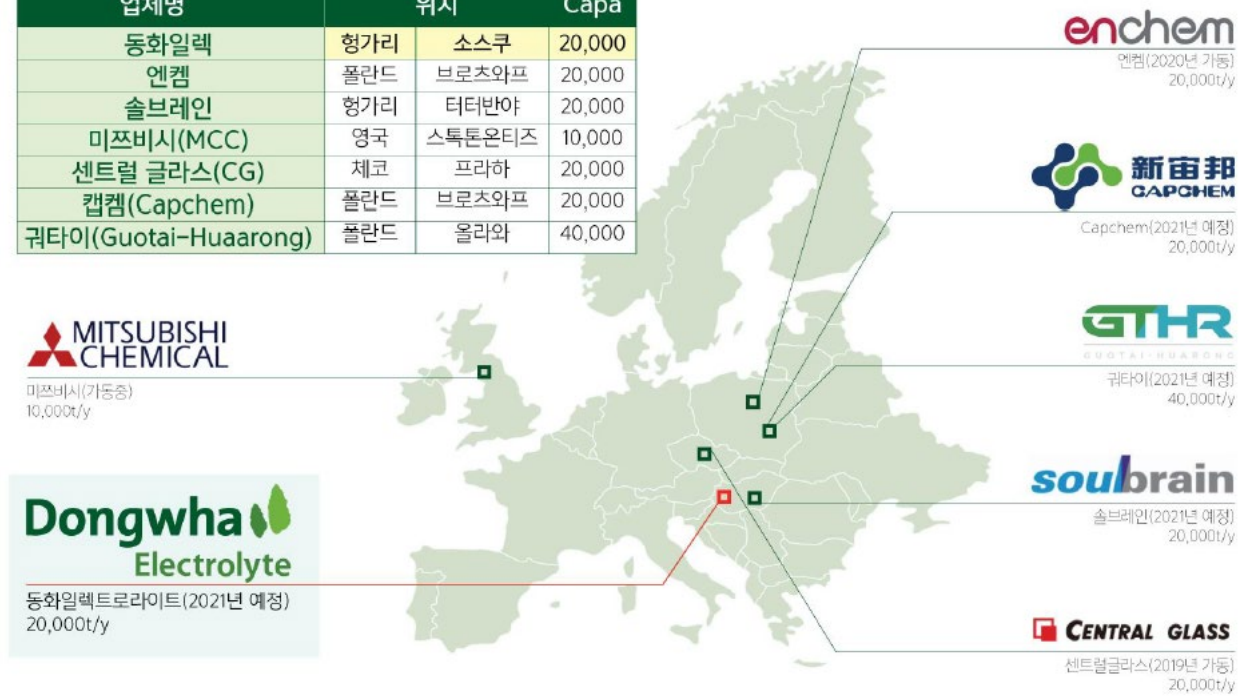 업체명 위치 Capa
동화일렉 헝가리 소스쿠 20,000
엔켐 폴란드 브로츠와프 20,000
솔브레인 헝가리 터터반야 20,000
미쯔비시(MCC) 영국 스톡톤온티즈 10,000
센트럴 글라스(CG) 체코 프라하 20,000
캡켐(Capchem) 폴란드 브로츠와프 20,000
궈타이(Guotai-Huaarong) 폴란드 올라와 40,000
enchem
엔켐(2020년 가동)
20,000t/y
新宙邦
CAPCHEM
Capchem(2021년 예정)
20,000t/y
GTHR
GUOTAI-HUARONG
궈타이(2021년 예정)
40,000t/y
MITSUBISHI
CHEMICAL
미쯔비시(가동중)
10,000t/y
soulbrain
솔브레인(2021년 예정)
20,000t/y
Dongwha
Electrolyte
동화일렉트로라이트(2021년 예정)
20,000t/y
CENTRAL GLASS
센트럴글라스(2019년 가동)
20,000t/y